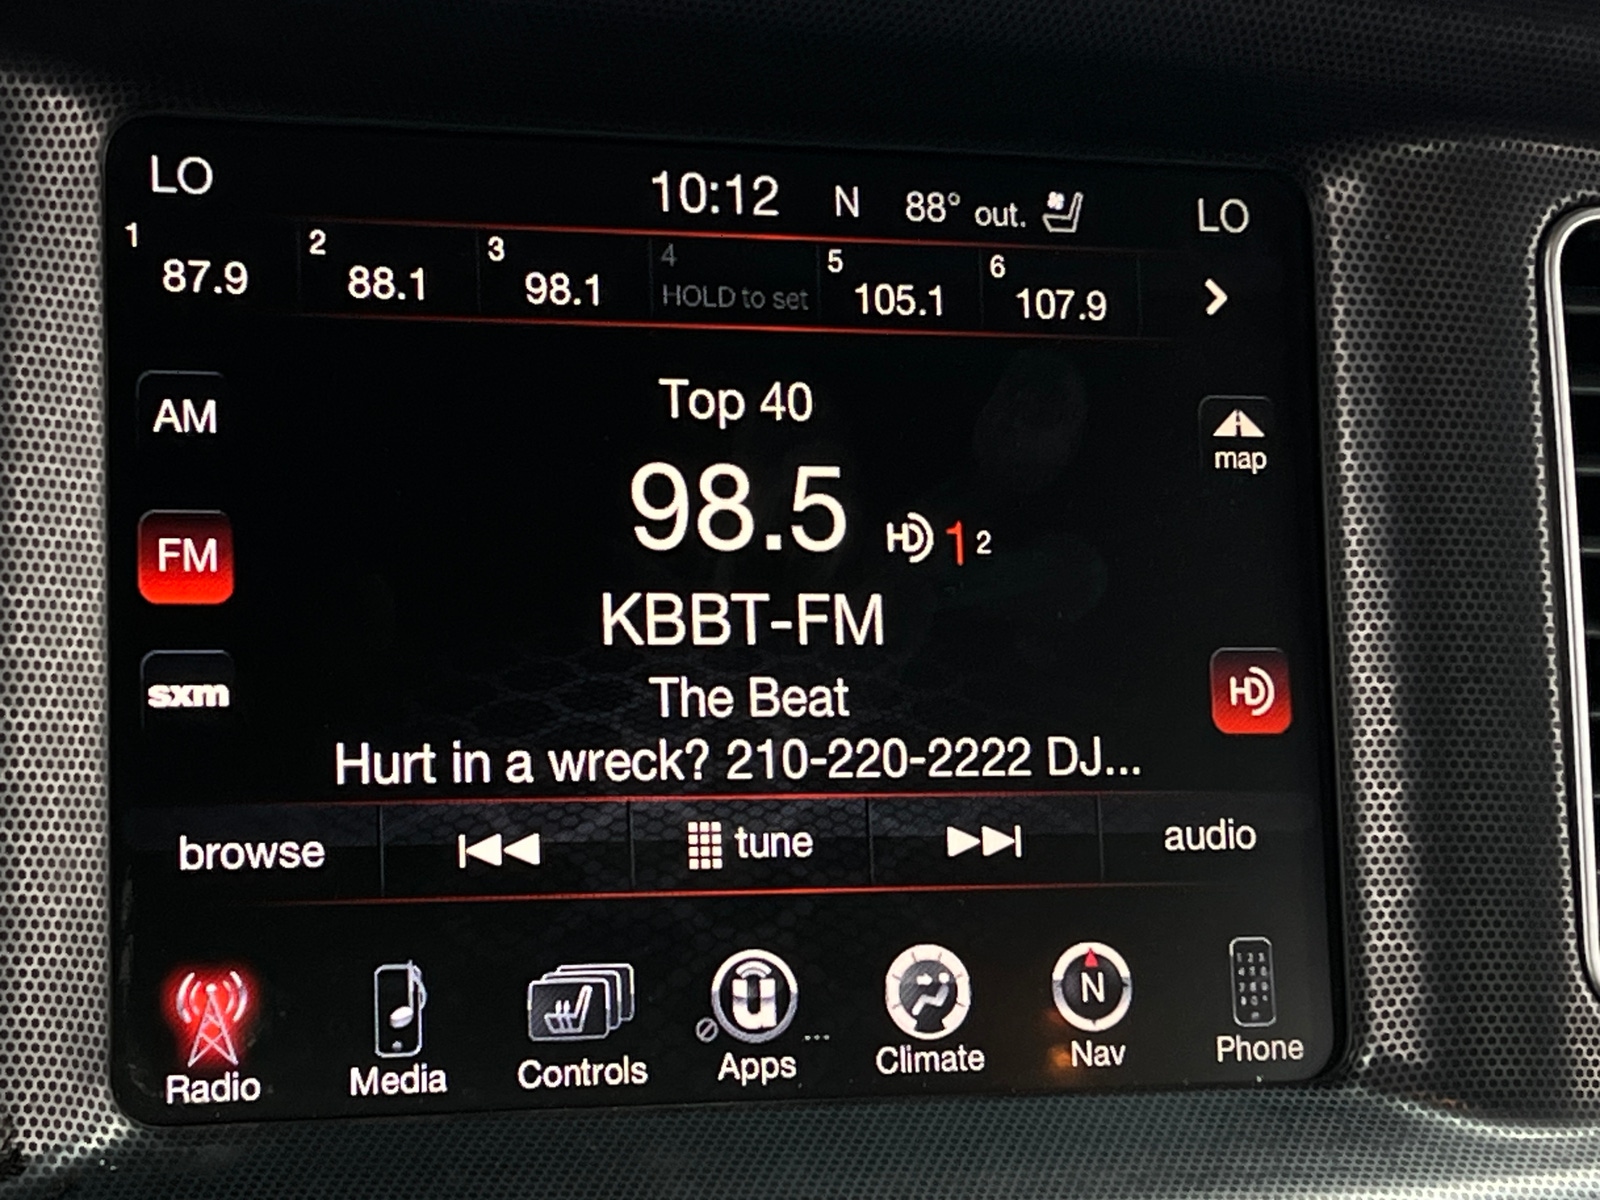 LO 10:12 N 88° out. LO
1 2 3 4 5 6
87.9 88.1 98.1 HOLD to set 105.1 107.9
AM Top 40 map
98.5 HD 1 2
FM KBBT-FM
sxm The Beat HD
Hurt in a wreck? 210-220-2222 DJ...
browse tune audio
u N
Radio Media Controls Apps ... Climate Nav Phone